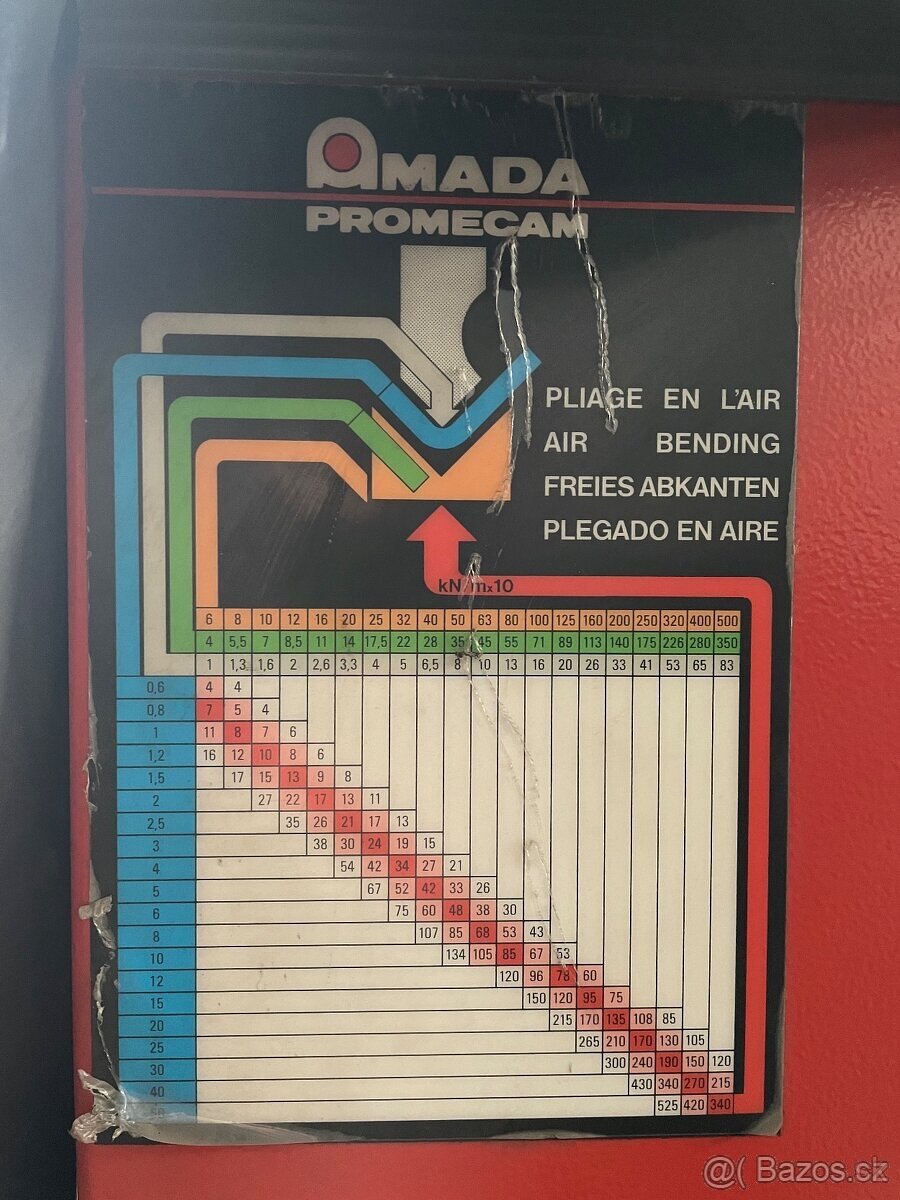 AMADA
PROMECAM
PLIAGE EN L'AIR
AIR BENDING
FREIES ABKANTEN
PLEGADO EN AIRE
kN/mx10
6 8 10 12 16 20 25 32 40 50 63 80 100 125 160 200 250 320 400 500
4 5,5 7 8,5 11 14 17,5 22 28 35 45 55 71 89 113 140 175 226 280 350
1 1,3 1,6 2 2,6 3,3 4 5 6,5 8 10 13 16 20 26 33 41 53 65 83
0,6 4 4
0,8 7 5 4
1 11 8 7 6
1,2 16 12 10 8 6
1,5 17 15 13 9 8
2 27 22 17 13 11
2,5 35 26 21 17 13
3 38 30 24 19 15
4 54 42 34 27 21
5 67 52 42 33 26
6 75 60 48 38 30
8 107 85 68 53 43
10 134 105 85 67 53
12 120 96 78 60
15 150 120 95 75
20 215 170 135 108 85
25 265 210 170 130 105
30 300 240 190 150 120
40 430 340 270 215
525 420 340
@( Bazos.sk